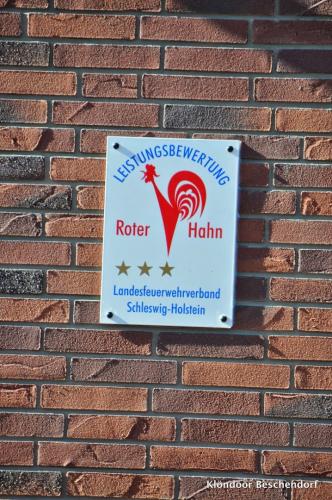 LEISTUNGSBEWERTUNG
Roter Hahn
Landesfeuerwehrverband
Schleswig-Holstein
Klondoor Beschendorf